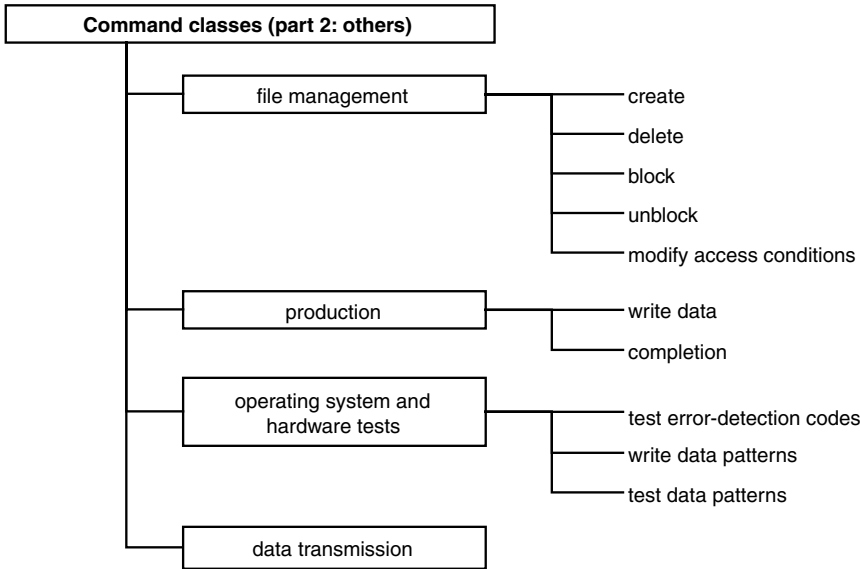 Command classes (part 2: others)
file management
create
delete
block
unblock
modify access conditions
production
write data
completion
operating system and
hardware tests
test error-detection codes
write data patterns
test data patterns
data transmission